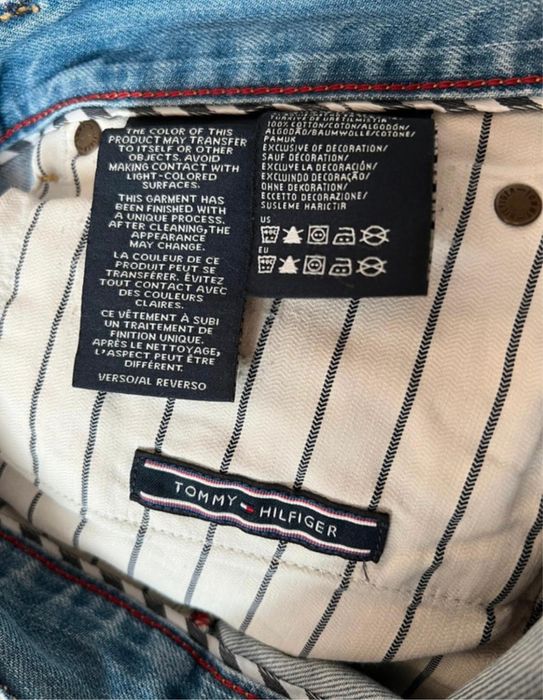 THE COLOR OF THIS
PRODUCT MAY TRANSFER
TO ITSELF OR OTHER
OBJECTS. AVOID
MAKING CONTACT WITH
LIGHT-COLORED
SURFACES.
THIS GARMENT HAS
BEEN FINISHED WITH
A UNIQUE PROCESS.
AFTER CLEANING,THE
APPEARANCE
MAY CHANGE.
LA COULEUR DE CE
PRODUIT PEUT SE
TRANSFÉRER. ÉVITEZ
TOUT CONTACT AVEC
DES COULEURS
CLAIRES.
CE VÊTEMENT À SUBI
UN TRAITEMENT DE
FINITION UNIQUE.
APRÈS LE NETTOYAGE,
L'ASPECT PEUT ÊTRE
DIFFÉRENT.
VERSO/AL REVERSO
100% COTTON/COTON/ALGODÓN/
ALGODÃO/BAUMWOLLE/COTONE/
PAMUK
EXCLUSIVE OF DECORATION/
SAUF DÉCORATION/
EXCLUYE LA DECORACIÓN/
EXCLUINDO DECORAÇÃO/
OHNE DEKORATION/
ECCETTO DECORAZIONE/
SUSLEME HARICTIR
US
EU
TOMMY HILFIGER